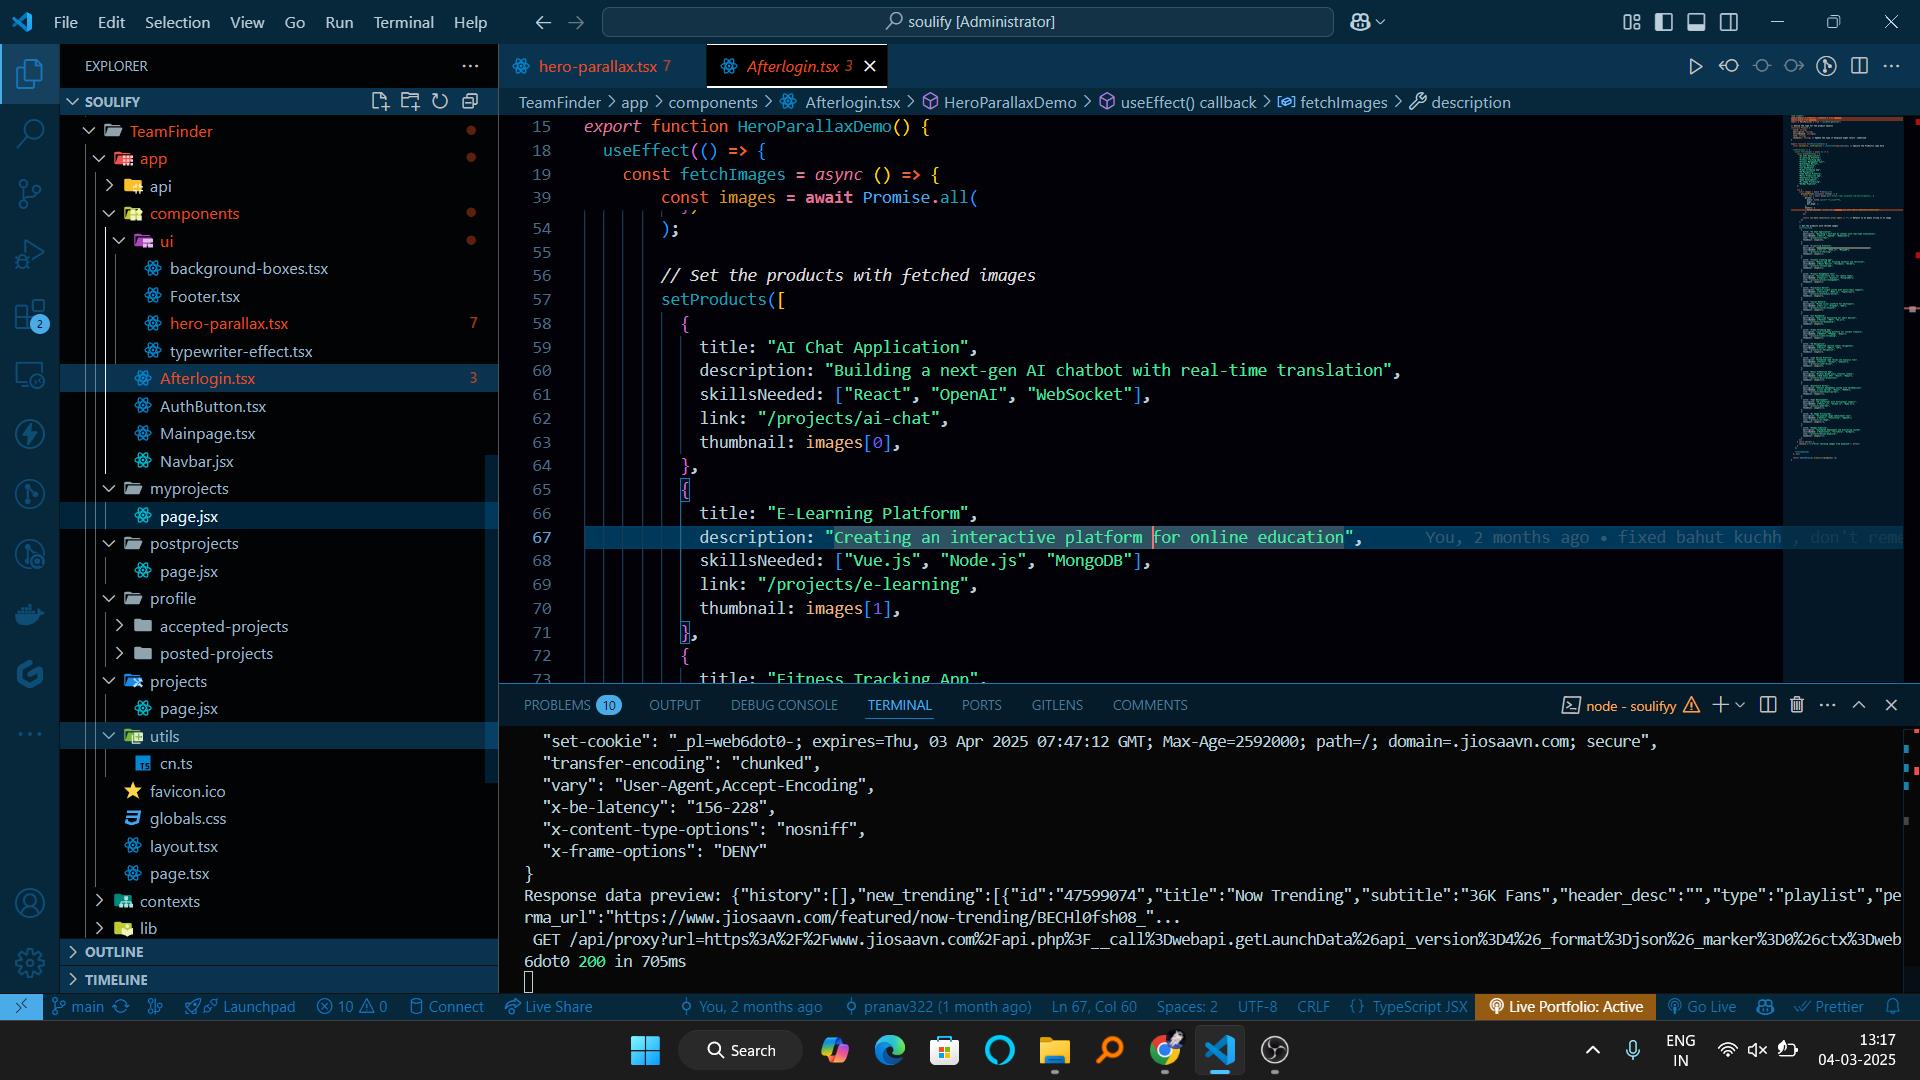 File Edit Selection View Go Run Terminal Help
soulify [Administrator]
EXPLORER
hero-parallax.tsx 7
Afterlogin.tsx 3
SOULIFY
TeamFinder > app > components > Afterlogin.tsx > HeroParallaxDemo > useEffect() callback > fetchImages > description
TeamFinder
app
api
components
ui
background-boxes.tsx
Footer.tsx
hero-parallax.tsx 7
typewriter-effect.tsx
Afterlogin.tsx 3
AuthButton.tsx
Mainpage.tsx
Navbar.jsx
myprojects
page.jsx
postprojects
page.jsx
profile
accepted-projects
posted-projects
projects
page.jsx
utils
TS cn.ts
favicon.ico
globals.css
layout.tsx
page.tsx
contexts
lib
OUTLINE
TIMELINE
2
15 export function HeroParallaxDemo() {
18 useEffect(() => {
19 const fetchImages = async () => {
39 const images = await Promise.all(
54 );
55
56 // Set the products with fetched images
57 setProducts([
58 {
59 title: "AI Chat Application",
60 description: "Building a next-gen AI chatbot with real-time translation",
61 skillsNeeded: ["React", "OpenAI", "WebSocket"],
62 link: "/projects/ai-chat",
63 thumbnail: images[0],
64 },
65 {
66 title: "E-Learning Platform",
67 description: "Creating an interactive platform for online education", You, 2 months ago • fixed bahut kuchh , don't reme
68 skillsNeeded: ["Vue.js", "Node.js", "MongoDB"],
69 link: "/projects/e-learning",
70 thumbnail: images[1],
71 },
72 {
73 title: "Fitness Tracking App",
PROBLEMS 10 OUTPUT DEBUG CONSOLE TERMINAL PORTS GITLENS COMMENTS
node - soulifyy
"set-cookie": "_pl=web6dot0-; expires=Thu, 03 Apr 2025 07:47:12 GMT; Max-Age=2592000; path=/; domain=.jiosaavn.com; secure",
"transfer-encoding": "chunked",
"vary": "User-Agent,Accept-Encoding",
"x-be-latency": "156-228",
"x-content-type-options": "nosniff",
"x-frame-options": "DENY"
}
Response data preview: {"history":[],"new_trending":[{"id":"47599074","title":"Now Trending","subtitle":"36K Fans","header_desc":"","type":"playlist","pe
rma_url":"https://www.jiosaavn.com/featured/now-trending/BECHl0fsh08_"...
GET /api/proxy?url=https%3A%2F%2Fwww.jiosaavn.com%2Fapi.php%3F__call%3Dwebapi.getLaunchData%26api_version%3D4%26_format%3Djson%26_marker%3D0%26ctx%3Dweb
6dot0 200 in 705ms
main Launchpad 10 0 Connect Live Share You, 2 months ago pranav322 (1 month ago) Ln 67, Col 60 Spaces: 2 UTF-8 CRLF {} TypeScript JSX Live Portfolio: Active Go Live Prettier
Search
ENG
IN
13:17
04-03-2025